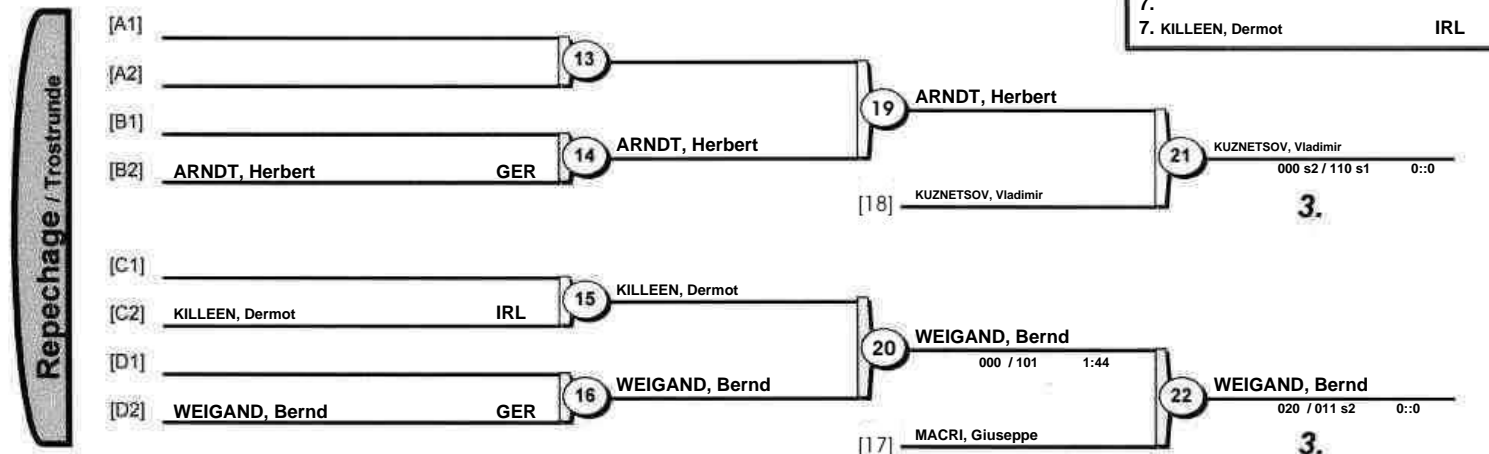 7.
7. KILLEEN, Dermot IRL
Repechage / Trostrunde
[A1]
13
[A2]
19 ARNDT, Herbert
[B1]
14 ARNDT, Herbert
21 KUZNETSOV, Vladimir
[B2] ARNDT, Herbert GER
000 s2 / 110 s1 0::0
[18] KUZNETSOV, Vladimir
3.
[C1]
15 KILLEEN, Dermot
[C2] KILLEEN, Dermot IRL
20 WEIGAND, Bernd
[D1]
000 / 101 1:44
16 WEIGAND, Bernd
22 WEIGAND, Bernd
[D2] WEIGAND, Bernd GER
020 / 011 s2 0::0
[17] MACRI, Giuseppe
3.